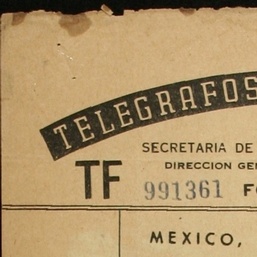 TELEGRAFOS
SECRETARIA DE
DIRECCION GE
TF 991361 F
MEXICO,